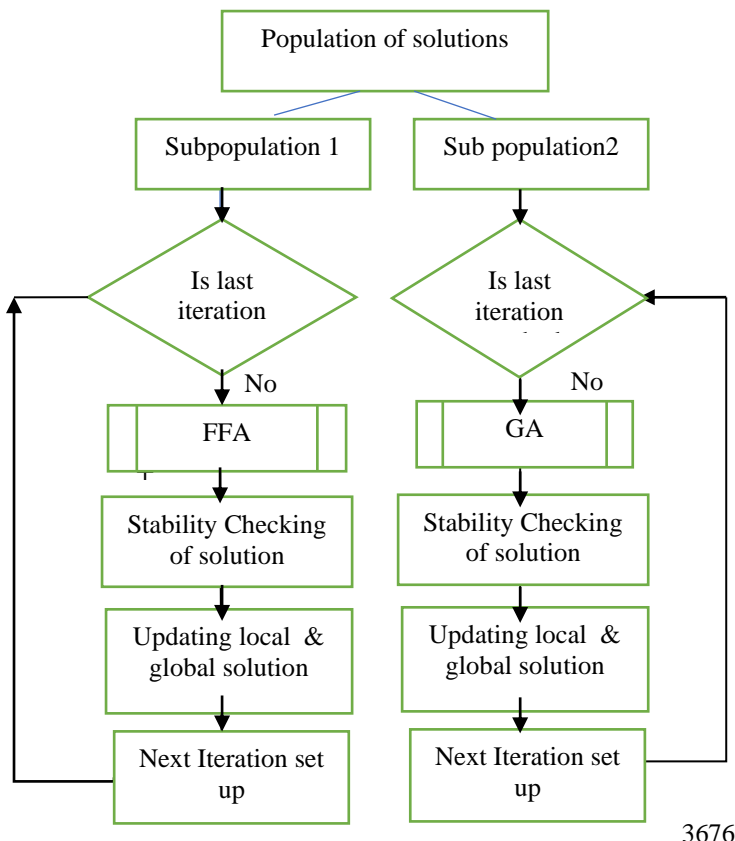 Population of solutions
Subpopulation 1
Sub population2
Is last
iteration
Is last
iteration
No
No
FFA
GA
Stability Checking
of solution
Stability Checking
of solution
Updating local &
global solution
Updating local &
global solution
Next Iteration set
up
Next Iteration set
up
3676